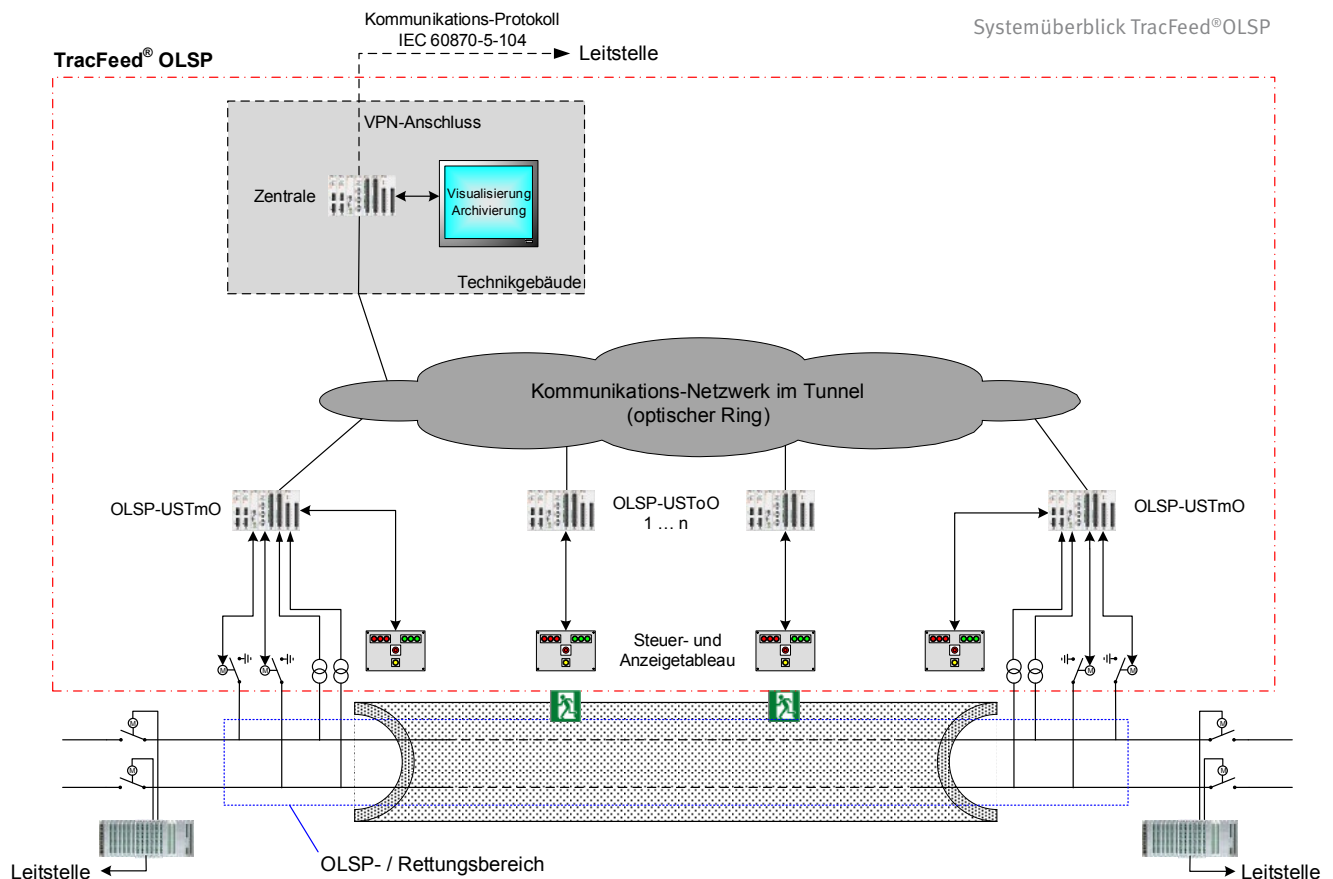 Kommunikations-Protokoll
IEC 60870-5-104
Systemüberblick TracFeed®OLSP
TracFeed® OLSP
Leitstelle
VPN-Anschluss
Zentrale
Visualisierung
Archivierung
Technikgebäude
Kommunikations-Netzwerk im Tunnel
(optischer Ring)
OLSP-USTmO
OLSP-USToO
1 ... n
OLSP-USTmO
Steuer- und
Anzeigetableau
M
M
M
M
M
M
M
M
OLSP- / Rettungsbereich
Leitstelle
Leitstelle